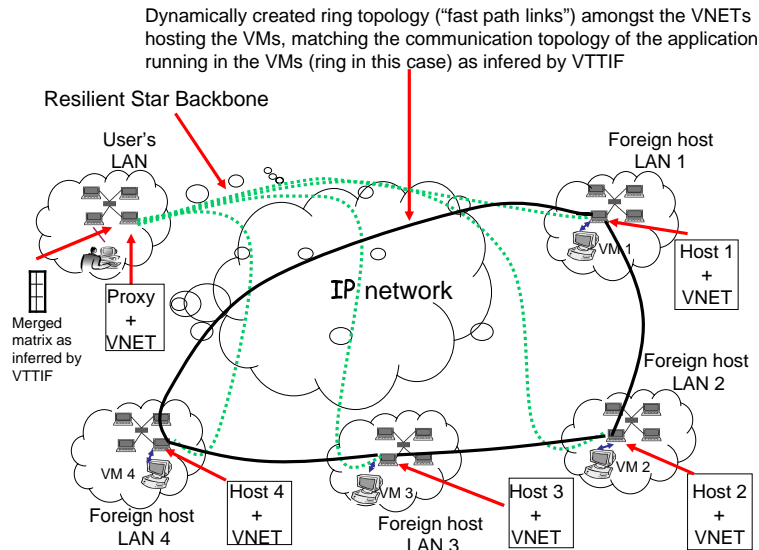 Dynamically created ring topology (“fast path links”) amongst the VNETs
hosting the VMs, matching the communication topology of the application
running in the VMs (ring in this case) as infered by VTTIF
Resilient Star Backbone
User's
LAN
Foreign host
LAN 1
VM 1
Host 1
+
VNET
IP network
Merged
matrix as
inferred by
VTTIF
Proxy
+
VNET
Foreign host
LAN 2
VM 2
Host 2
+
VNET
VM 4
Host 4
+
VNET
Foreign host
LAN 4
VM 3
Host 3
+
VNET
Foreign host
LAN 3